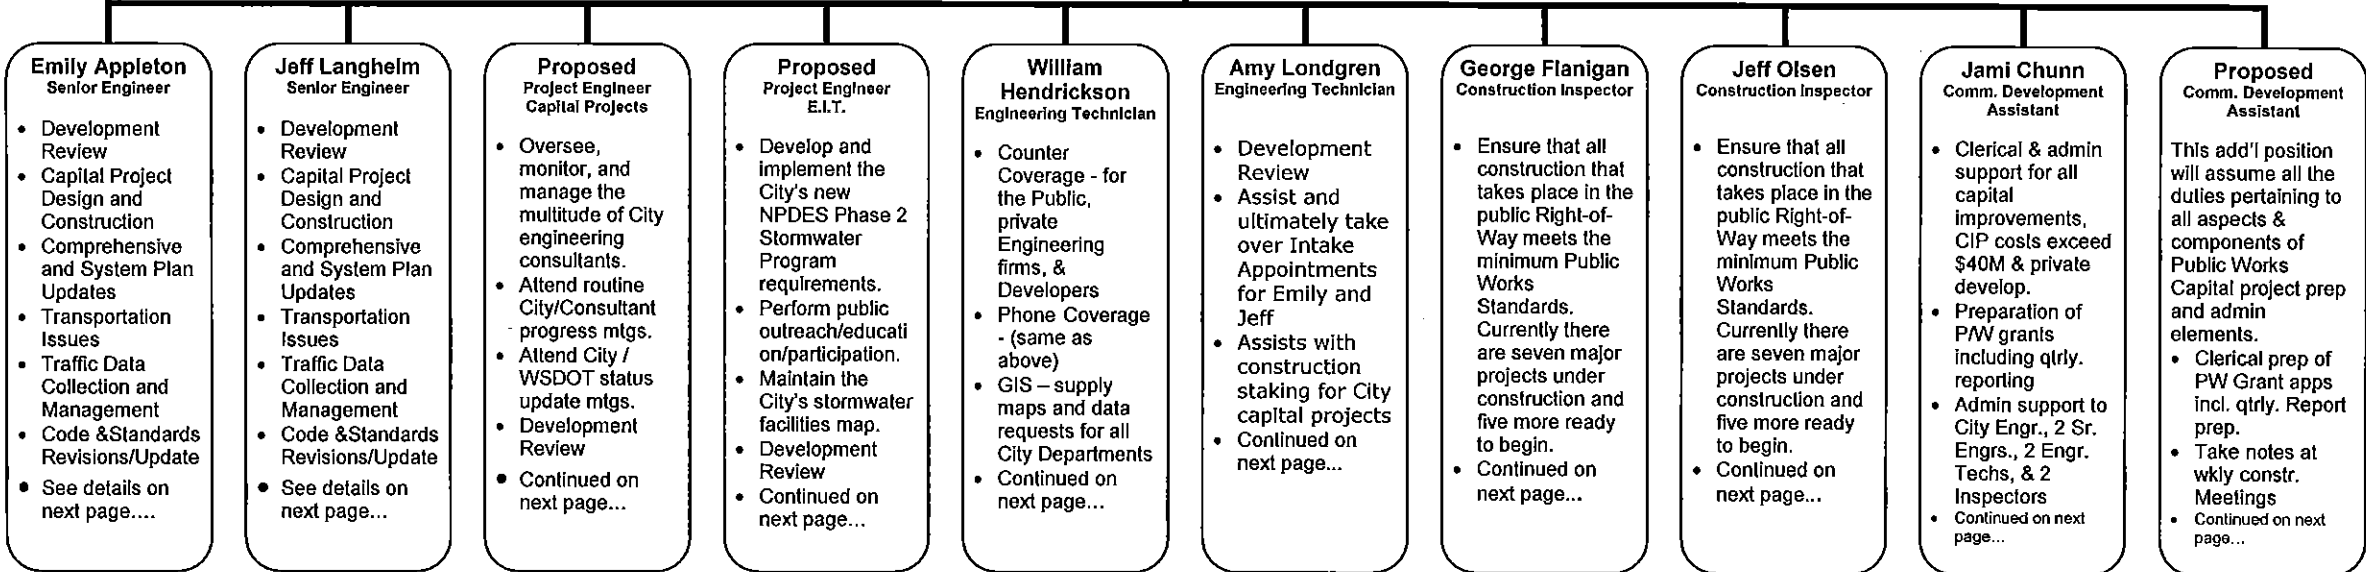 Emily Appleton
Senior Engineer
• Development
Review
• Capital Project
Design and
Construction
• Comprehensive
and System Plan
Updates
• Transportation
Issues
• Traffic Data
Collection and
Management
• Code &Standards
Revisions/Update
• See details on
next page....
Jeff Langhelm
Senior Engineer
• Development
Review
• Capital Project
Design and
Construction
• Comprehensive
and System Plan
Updates
• Transportation
Issues
• Traffic Data
Collection and
Management
• Code &Standards
Revisions/Update
• See details on
next page...
Proposed
Project Engineer
Capital Projects
• Oversee,
monitor, and
manage the
multitude of City
engineering
consultants.
• Attend routine
City/Consultant
progress mtgs.
• Attend City /
WSDOT status
update mtgs.
• Development
Review
• Continued on
next page...
Proposed
Project Engineer
E.I.T.
• Develop and
implement the
City's new
NPDES Phase 2
Stormwater
Program
requirements.
• Perform public
outreach/educati
on/participation.
• Maintain the
City's stormwater
facilities map.
• Development
Review
• Continued on
next page...
William
Hendrickson
Engineering Technician
• Counter
Coverage - for
the Public,
private
Engineering
firms, &
Developers
• Phone Coverage
- (same as
above)
• GIS – supply
maps and data
requests for all
City Departments
• Continued on
next page...
Amy Londgren
Engineering Technician
• Development
Review
• Assist and
ultimately take
over Intake
Appointments
for Emily and
Jeff
• Assists with
construction
staking for City
capital projects
• Continued on
next page...
George Flanigan
Construction Inspector
• Ensure that all
construction that
takes place in the
public Right-of-
Way meets the
minimum Public
Works
Standards.
Currently there
are seven major
projects under
construction and
five more ready
to begin.
• Continued on
next page...
Jeff Olsen
Construction Inspector
• Ensure that all
construction that
takes place in the
public Right-of-
Way meets the
minimum Public
Works
Standards.
Currently there
are seven major
projects under
construction and
five more ready
to begin.
• Continued on
next page...
Jami Chunn
Comm. Development
Assistant
• Clerical & admin
support for all
capital
improvements,
CIP costs exceed
$40M & private
develop.
• Preparation of
P/W grants
including qtrly.
reporting
• Admin support to
City Engr., 2 Sr.
Engrs., 2 Engr.
Techs, & 2
Inspectors
• Continued on next
page...
Proposed
Comm. Development
Assistant
This add'l position
will assume all the
duties pertaining to
all aspects &
components of
Public Works
Capital project prep
and admin
elements.
• Clerical prep of
PW Grant apps
incl. qtrly. Report
prep.
• Take notes at
wkly constr.
Meetings
• Continued on next
page...